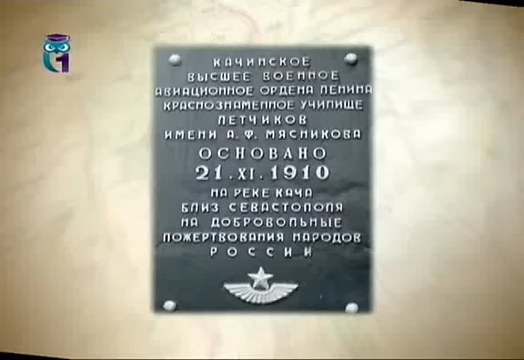 1
КАЧИНСКОЕ
ВЫСШЕЕ ВОЕННОЕ
АВИАЦИОННОЕ ОРДЕНА ЛЕНИНА
КРАСНОЗНАМЕННОЕ УЧИЛИЩЕ
ЛЕТЧИКОВ
ИМЕНИ А. Ф. МЯСНИКОВА
ОСНОВАНО
21. XI. 1910
НА РЕКЕ КАЧА
БЛИЗ СЕВАСТОПОЛЯ
НА ДОБРОВОЛЬНЫЕ
ПОЖЕРТВОВАНИЯ НАРОДОВ
РОССИИ